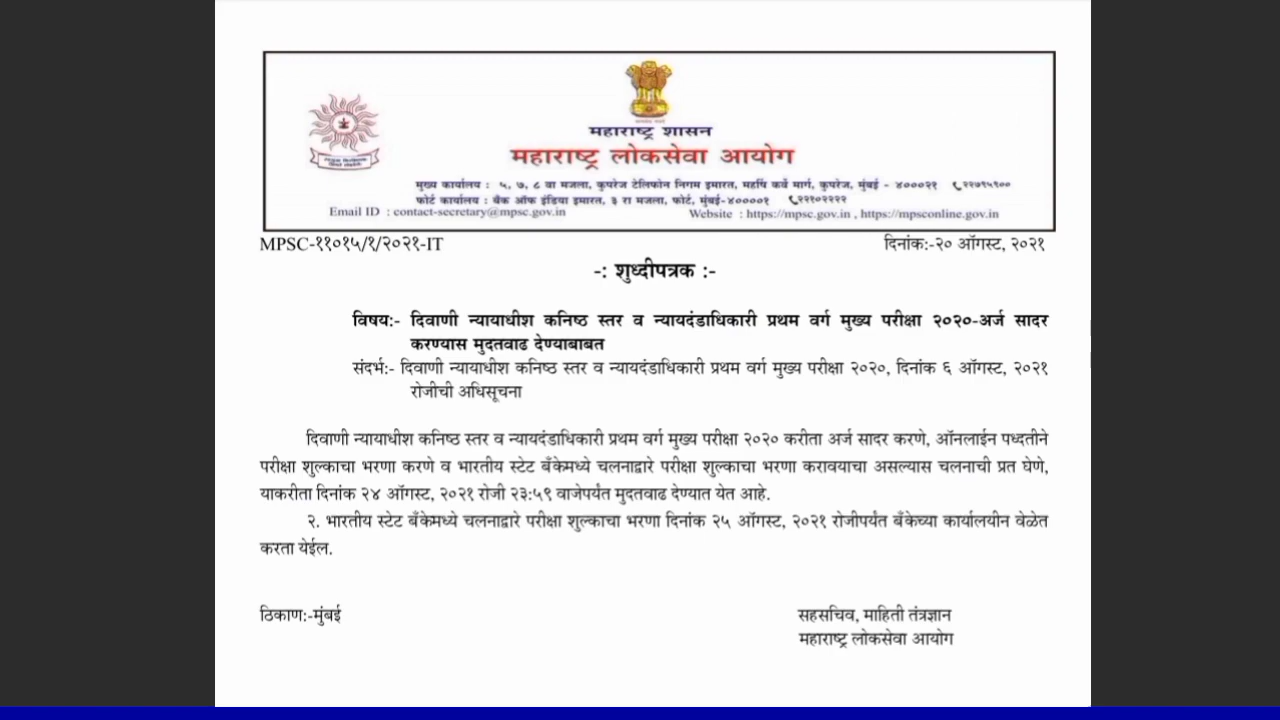 महाराष्ट्र शासन
महाराष्ट्र लोकसेवा आयोग
मुख्य कार्यालय : ५, ७, ८ वा मजला, कुपरेज टेलिफोन निगम इमारत, महर्षि कर्वे मार्ग, कुपरेज, मुंबई - ४०००२१ २२७९५९००
फोर्ट कार्यालय : बँक ऑफ इंडिया इमारत, ३ रा मजला, फोर्ट, मुंबई-४००००१ २२१०२२२२
Email ID : contact-secretary@mpsc.gov.in Website : https://mpsc.gov.in , https://mpsconline.gov.in
MPSC-११०१५/१/२०२१-IT दिनांक:-२० ऑगस्ट, २०२१
-: शुध्दीपत्रक :-
विषय:- दिवाणी न्यायाधीश कनिष्ठ स्तर व न्यायदंडाधिकारी प्रथम वर्ग मुख्य परीक्षा २०२०-अर्ज सादर
करण्यास मुदतवाढ देण्याबाबत
संदर्भ:- दिवाणी न्यायाधीश कनिष्ठ स्तर व न्यायदंडाधिकारी प्रथम वर्ग मुख्य परीक्षा २०२०, दिनांक ६ ऑगस्ट, २०२१
रोजीची अधिसूचना
दिवाणी न्यायाधीश कनिष्ठ स्तर व न्यायदंडाधिकारी प्रथम वर्ग मुख्य परीक्षा २०२० करीता अर्ज सादर करणे, ऑनलाईन पध्दतीने
परीक्षा शुल्काचा भरणा करणे व भारतीय स्टेट बँकेमध्ये चलनाद्वारे परीक्षा शुल्काचा भरणा करावयाचा असल्यास चलनाची प्रत घेणे,
याकरीता दिनांक २४ ऑगस्ट, २०२१ रोजी २३:५९ वाजेपर्यंत मुदतवाढ देण्यात येत आहे.
२. भारतीय स्टेट बँकेमध्ये चलनाद्वारे परीक्षा शुल्काचा भरणा दिनांक २५ ऑगस्ट, २०२१ रोजीपर्यंत बँकेच्या कार्यालयीन वेळेत
करता येईल.
ठिकाण:-मुंबई सहसचिव, माहिती तंत्रज्ञान
महाराष्ट्र लोकसेवा आयोग